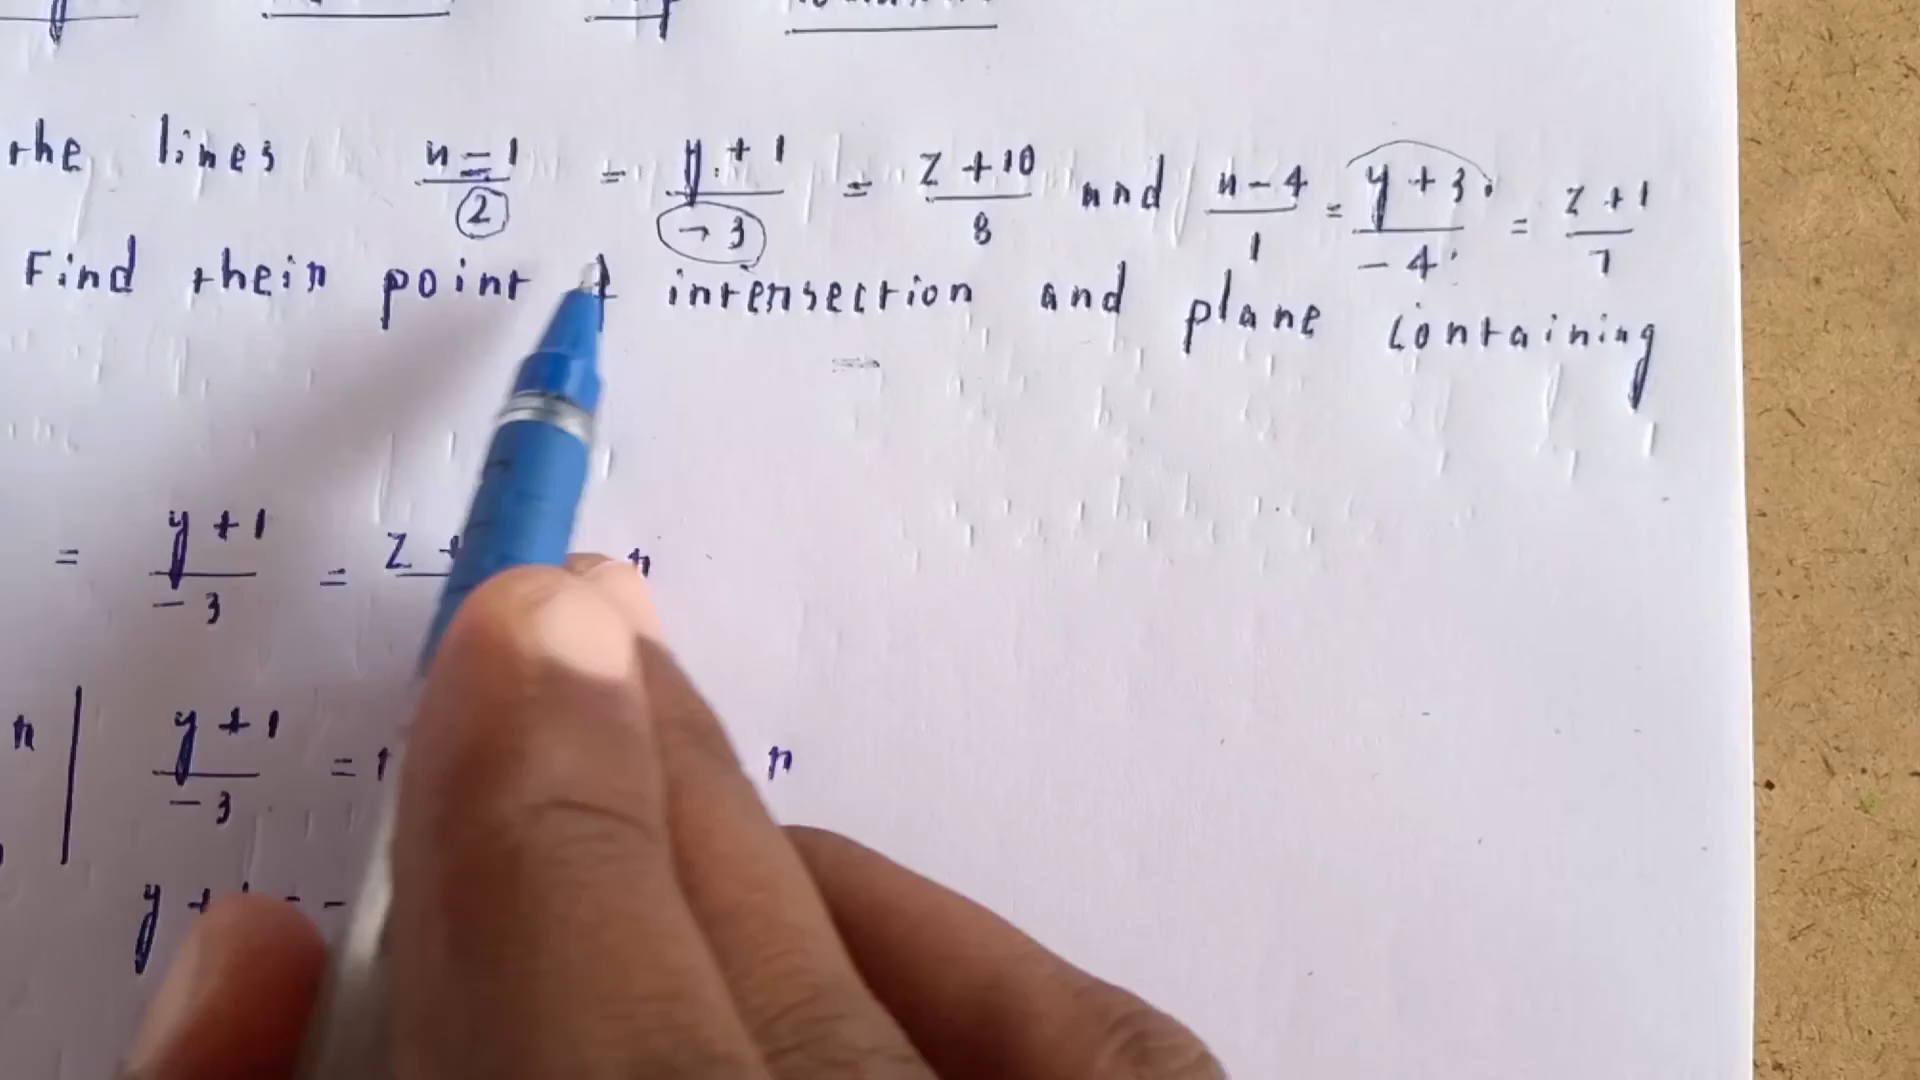 the lines x-1/2 = y+1/-3 = z+10/8 and x-4/1 = y+3/-4 = z+1/7
Find their point of intersection and plane containing
= y+1/-3 = z+
n | y+1/-3 = n
y+1 = -